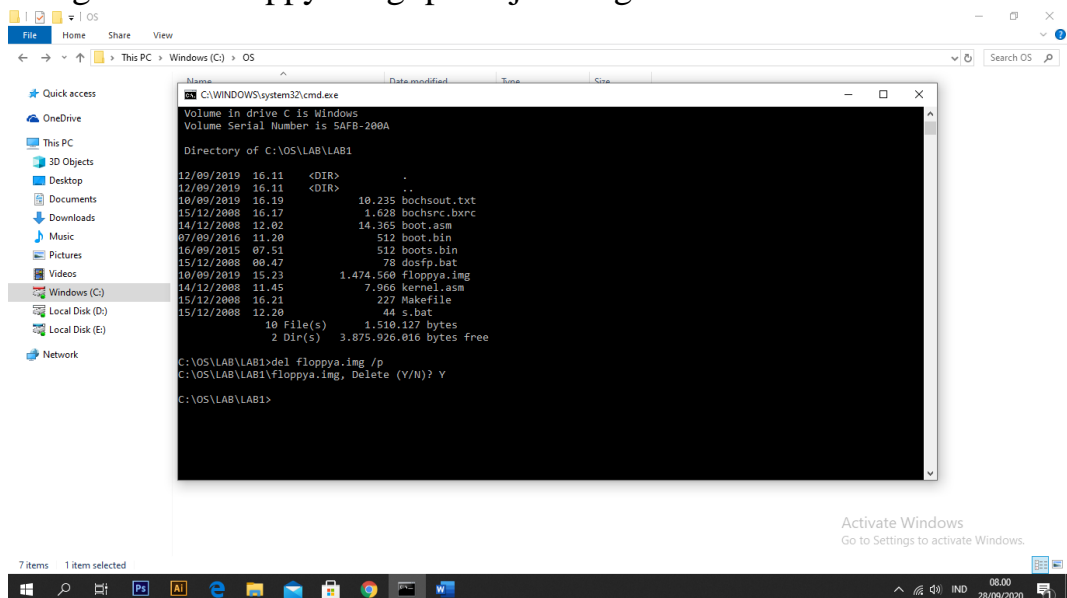 OS
File Home Share View
This PC > Windows (C:) > OS
Search OS
Name Date modified Type Size
Quick access
OneDrive
This PC
3D Objects
Desktop
Documents
Downloads
Music
Pictures
Videos
Windows (C:)
Local Disk (D:)
Local Disk (E:)
Network
C:\WINDOWS\system32\cmd.exe
Volume in drive C is Windows
Volume Serial Number is 5AFB-200A
Directory of C:\OS\LAB\LAB1
12/09/2019 16.11 <DIR> .
12/09/2019 16.11 <DIR> ..
10/09/2019 16.19 10.235 bochsout.txt
15/12/2008 16.17 1.628 bochsrc.bxrc
14/12/2008 12.02 14.365 boot.asm
07/09/2016 11.20 512 boot.bin
16/09/2015 07.51 512 boots.bin
15/12/2008 00.47 78 dosfp.bat
10/09/2019 15.23 1.474.560 floppya.img
14/12/2008 11.45 7.966 kernel.asm
15/12/2008 16.21 227 Makefile
15/12/2008 12.20 44 s.bat
10 File(s) 1.510.127 bytes
2 Dir(s) 3.875.926.016 bytes free
C:\OS\LAB\LAB1>del floppya.img /p
C:\OS\LAB\LAB1\floppya.img, Delete (Y/N)? Y
C:\OS\LAB\LAB1>
Activate Windows
Go to Settings to activate Windows.
7 items 1 item selected
Ps Ai W IND 08.00
28/09/2020